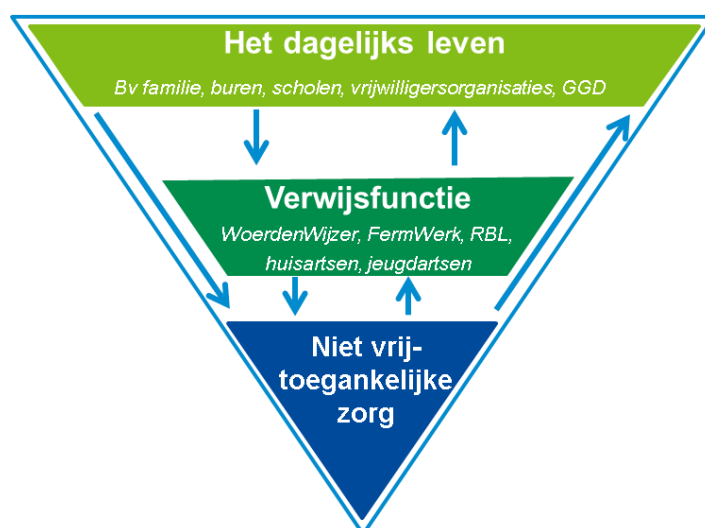 Het dagelijks leven
Bv familie, buren, scholen, vrijwilligersorganisaties, GGD
Verwijsfunctie
WoerdenWijzer, FermWerk, RBL,
huisartsen, jeugdartsen
Niet vrij-
toegankelijke
zorg